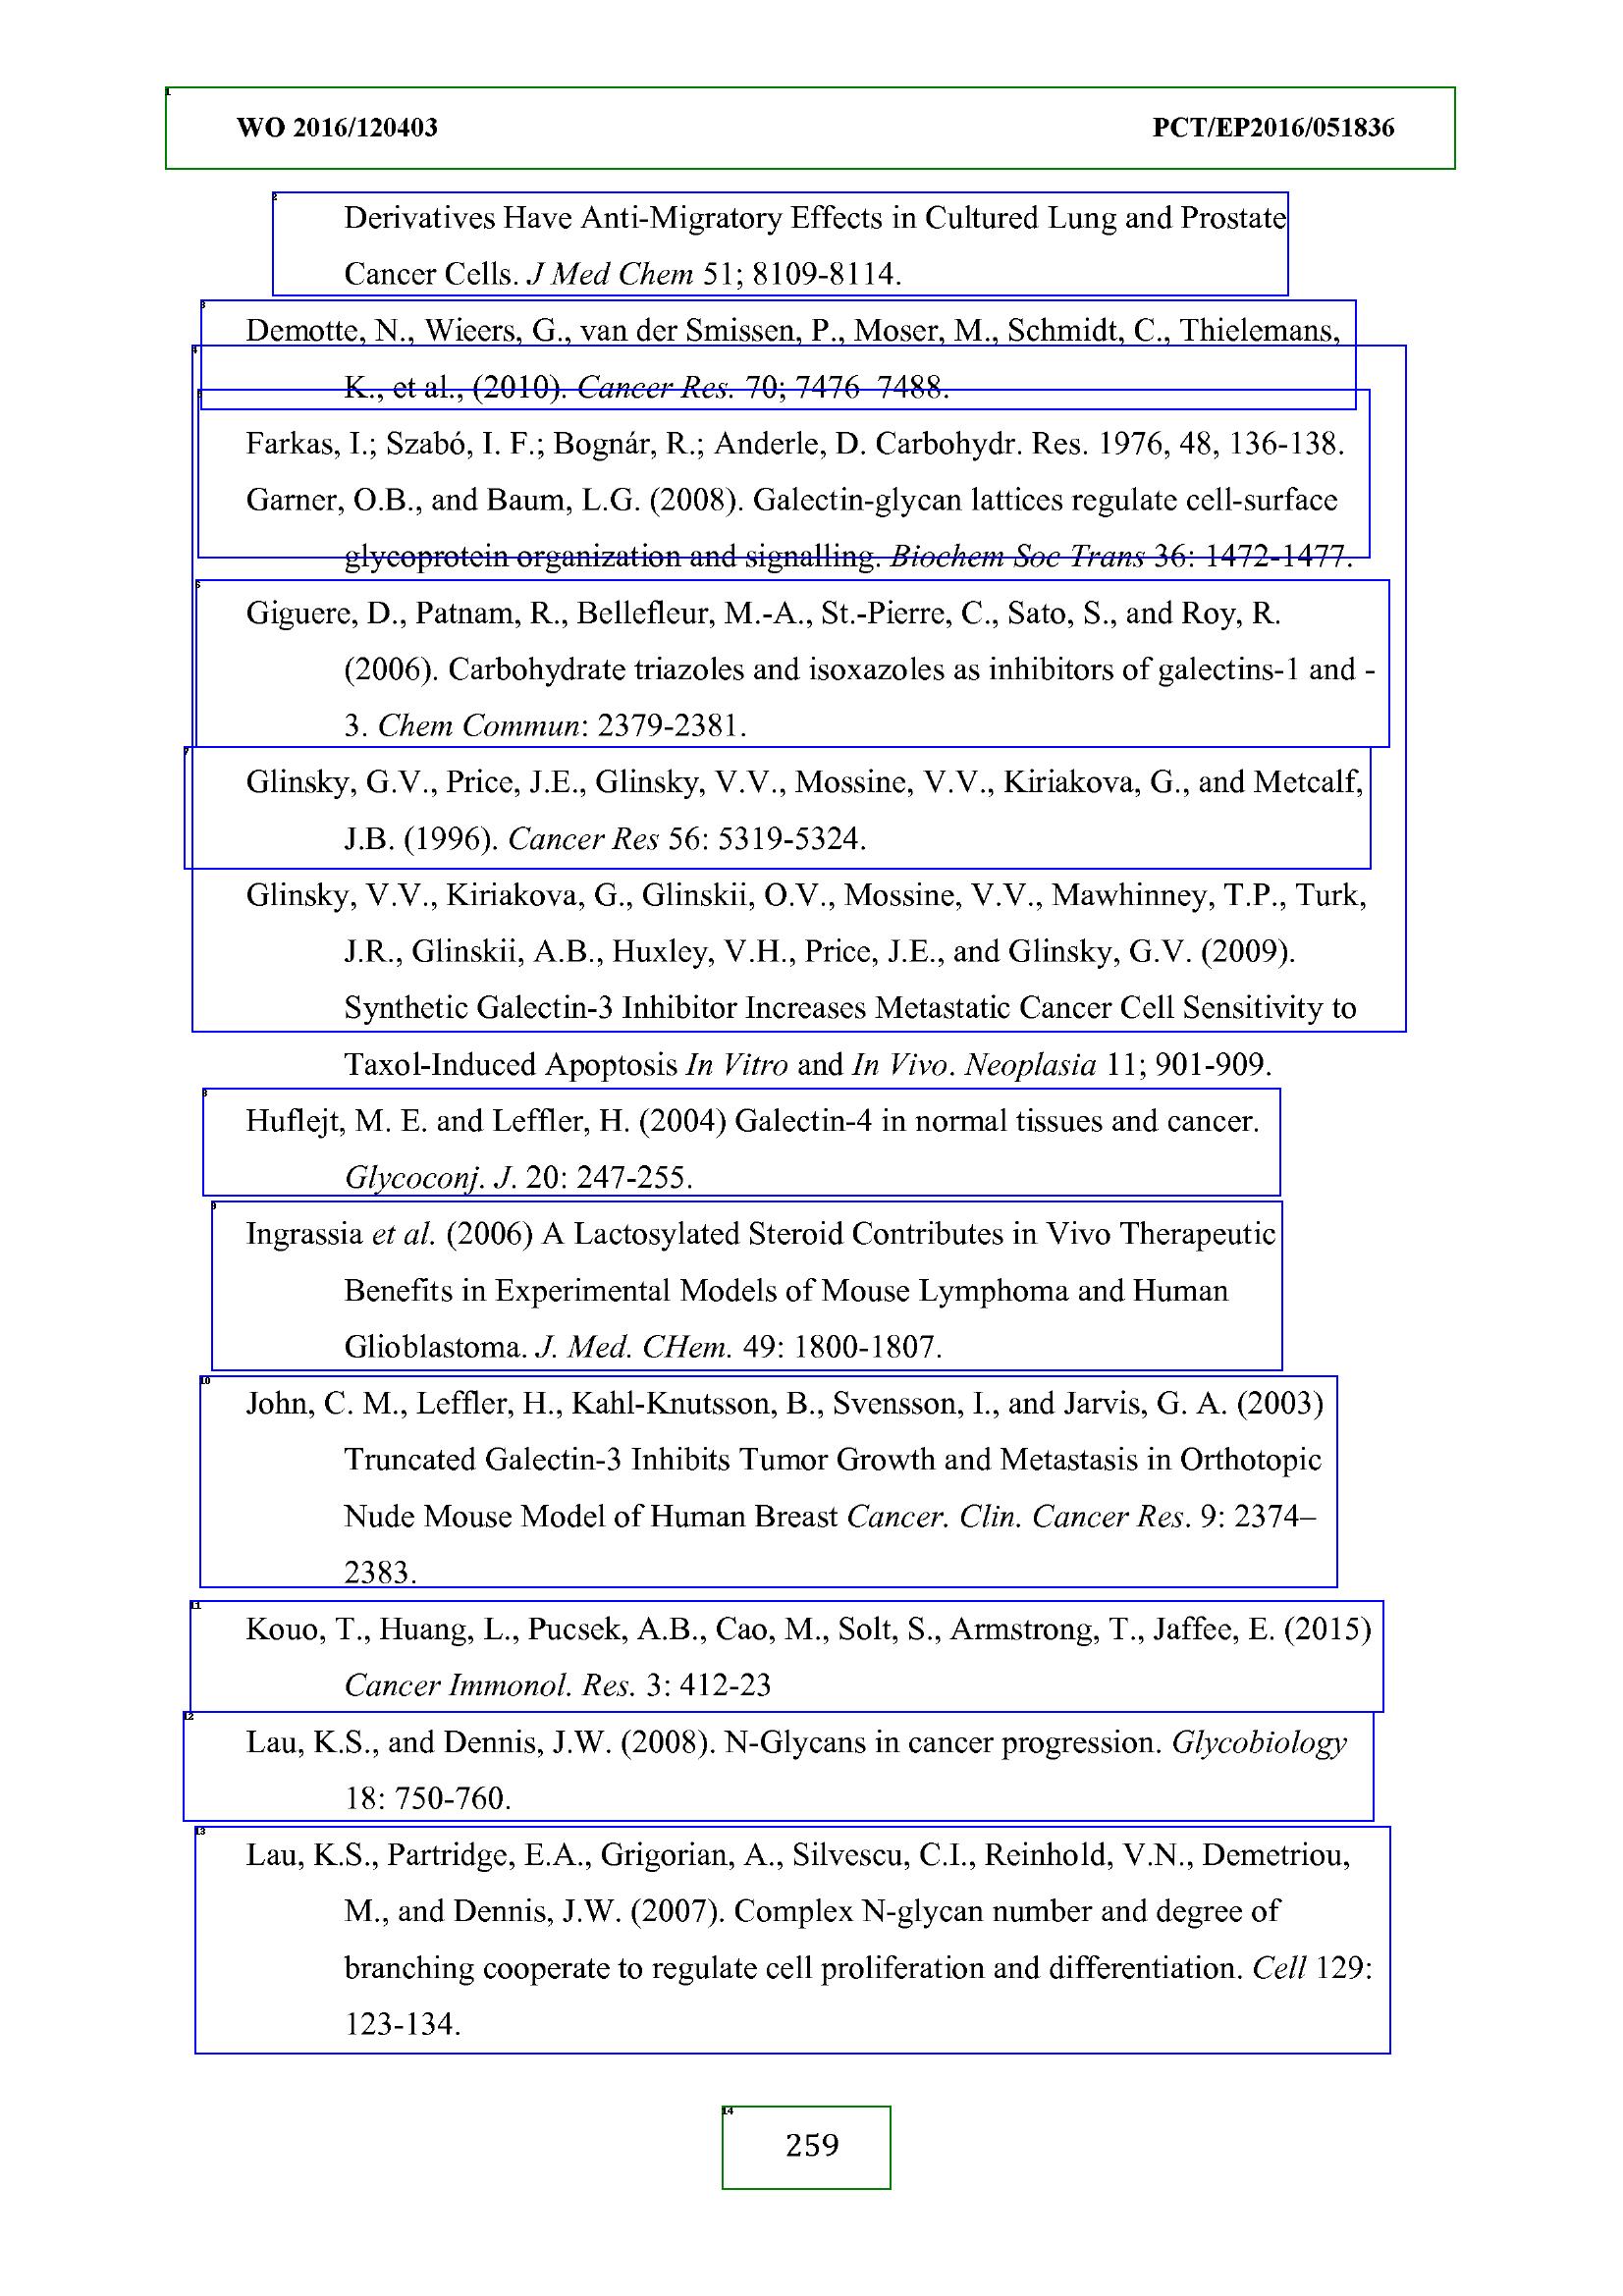 WO 2016/120403 PCT/EP2016/051836
Derivatives Have Anti-Migratory Effects in Cultured Lung and Prostate
Cancer Cells. J Med Chem 51; 8109-8114.
Demotte, N., Wieers, G., van der Smissen, P., Moser, M., Schmidt, C., Thielemans,
K., et al., (2010). Cancer Res. 70; 7476–7488.
Farkas, I.; Szabó, I. F.; Bognár, R.; Anderle, D. Carbohydr. Res. 1976, 48, 136-138.
Garner, O.B., and Baum, L.G. (2008). Galectin-glycan lattices regulate cell-surface
glycoprotein organization and signalling. Biochem Soc Trans 36: 1472-1477.
Giguere, D., Patnam, R., Bellefleur, M.-A., St.-Pierre, C., Sato, S., and Roy, R.
(2006). Carbohydrate triazoles and isoxazoles as inhibitors of galectins-1 and -
3. Chem Commun: 2379-2381.
Glinsky, G.V., Price, J.E., Glinsky, V.V., Mossine, V.V., Kiriakova, G., and Metcalf,
J.B. (1996). Cancer Res 56: 5319-5324.
Glinsky, V.V., Kiriakova, G., Glinskii, O.V., Mossine, V.V., Mawhinney, T.P., Turk,
J.R., Glinskii, A.B., Huxley, V.H., Price, J.E., and Glinsky, G.V. (2009).
Synthetic Galectin-3 Inhibitor Increases Metastatic Cancer Cell Sensitivity to
Taxol-Induced Apoptosis In Vitro and In Vivo. Neoplasia 11; 901-909.
Huflejt, M. E. and Leffler, H. (2004) Galectin-4 in normal tissues and cancer.
Glycoconj. J. 20: 247-255.
Ingrassia et al. (2006) A Lactosylated Steroid Contributes in Vivo Therapeutic
Benefits in Experimental Models of Mouse Lymphoma and Human
Glioblastoma. J. Med. CHem. 49: 1800-1807.
John, C. M., Leffler, H., Kahl-Knutsson, B., Svensson, I., and Jarvis, G. A. (2003)
Truncated Galectin-3 Inhibits Tumor Growth and Metastasis in Orthotopic
Nude Mouse Model of Human Breast Cancer. Clin. Cancer Res. 9: 2374–
2383.
Kouo, T., Huang, L., Pucsek, A.B., Cao, M., Solt, S., Armstrong, T., Jaffee, E. (2015)
Cancer Immonol. Res. 3: 412-23
Lau, K.S., and Dennis, J.W. (2008). N-Glycans in cancer progression. Glycobiology
18: 750-760.
Lau, K.S., Partridge, E.A., Grigorian, A., Silvescu, C.I., Reinhold, V.N., Demetriou,
M., and Dennis, J.W. (2007). Complex N-glycan number and degree of
branching cooperate to regulate cell proliferation and differentiation. Cell 129:
123-134.
259